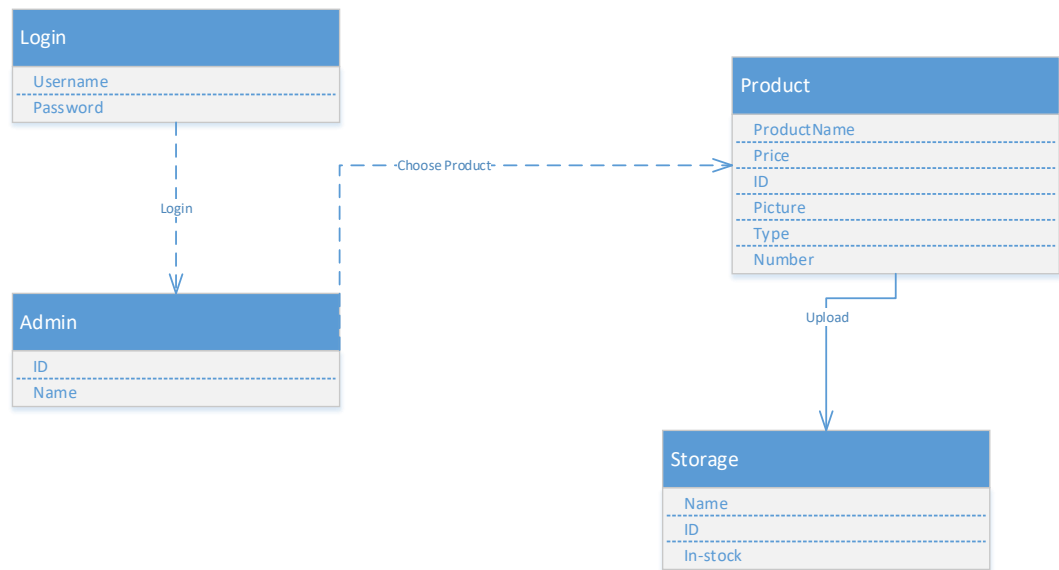 Login
Username
Password
Login
Admin
ID
Name
Choose Product
Product
ProductName
Price
ID
Picture
Type
Number
Upload
Storage
Name
ID
In-stock